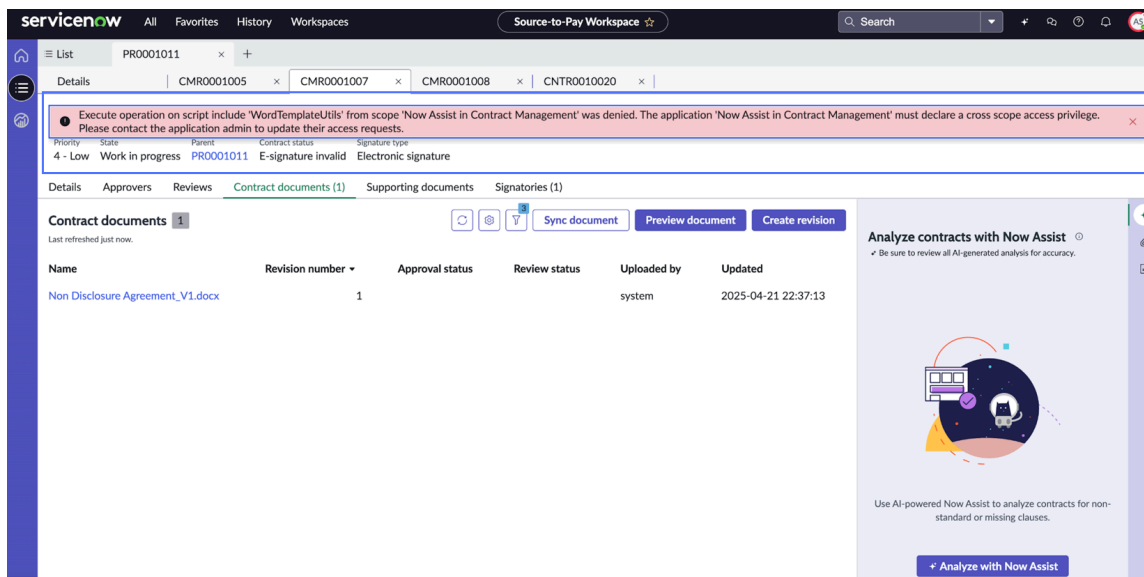 servicenow All Favorites History Workspaces Source-to-Pay Workspace Search
List PR0001011
Details CMR0001005 CMR0001007 CMR0001008 CNTR0010020
Execute operation on script include 'WordTemplateUtils' from scope 'Now Assist in Contract Management' was denied. The application 'Now Assist in Contract Management' must declare a cross scope access privilege.
Please contact the application admin to update their access requests.
Priority State Parent Contract status Signature type
4 - Low Work in progress PR0001011 E-signature invalid Electronic signature
Details Approvers Reviews Contract documents (1) Supporting documents Signatories (1)
Contract documents 1 3 Sync document Preview document Create revision
Last refreshed just now.
Analyze contracts with Now Assist
Be sure to review all AI-generated analysis for accuracy.
Name Revision number Approval status Review status Uploaded by Updated
Non Disclosure Agreement_V1.docx 1 system 2025-04-21 22:37:13
Use AI-powered Now Assist to analyze contracts for non-
standard or missing clauses.
Analyze with Now Assist